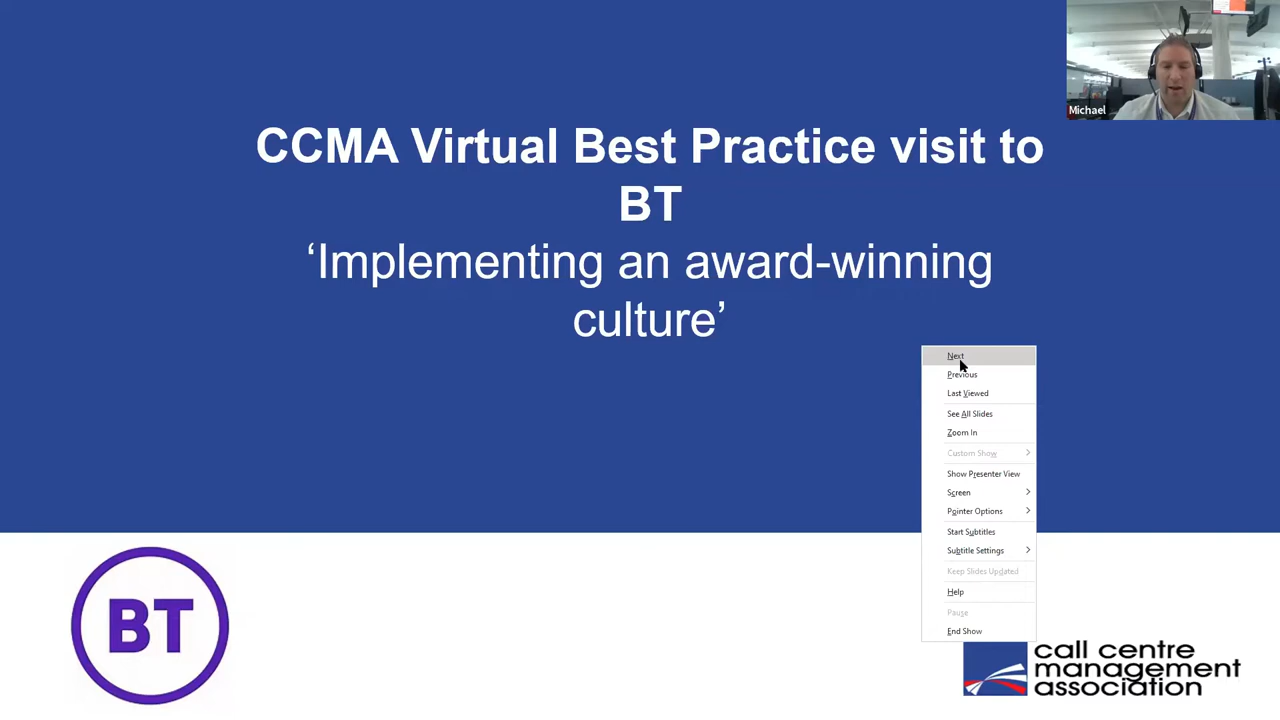 Michael
CCMA Virtual Best Practice visit to
BT
‘Implementing an award-winning
culture’
Next
Previous
Last Viewed
See All Slides
Zoom In
Custom Show
Show Presenter View
Screen
Pointer Options
Start Subtitles
Subtitle Settings
Keep Slides Updated
Help
Pause
End Show
BT
call centre
management
association